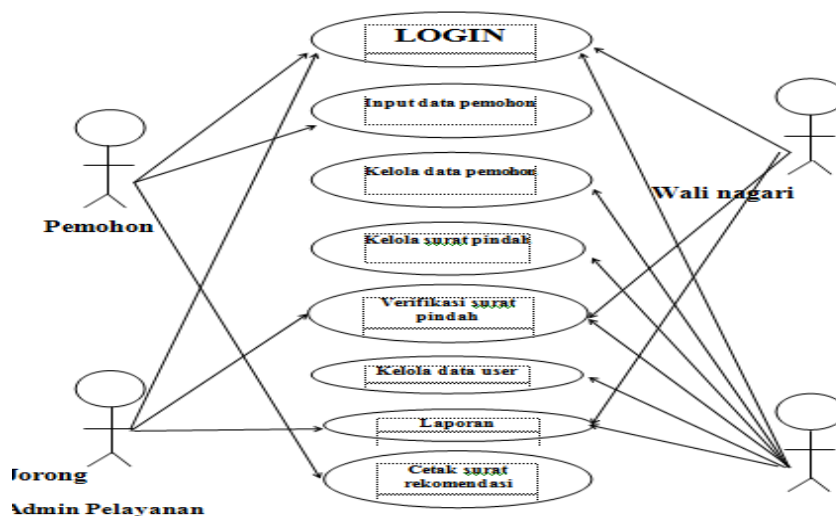 LOGIN
Input data pemohon
Kelola data pemohon
Wali nagari
Pemohon
Kelola surat pindah
Verifikasi surat
pindah
Kelola data user
Laporan
Jorong
Cetak surat
rekomendasi
Admin Pelayanan